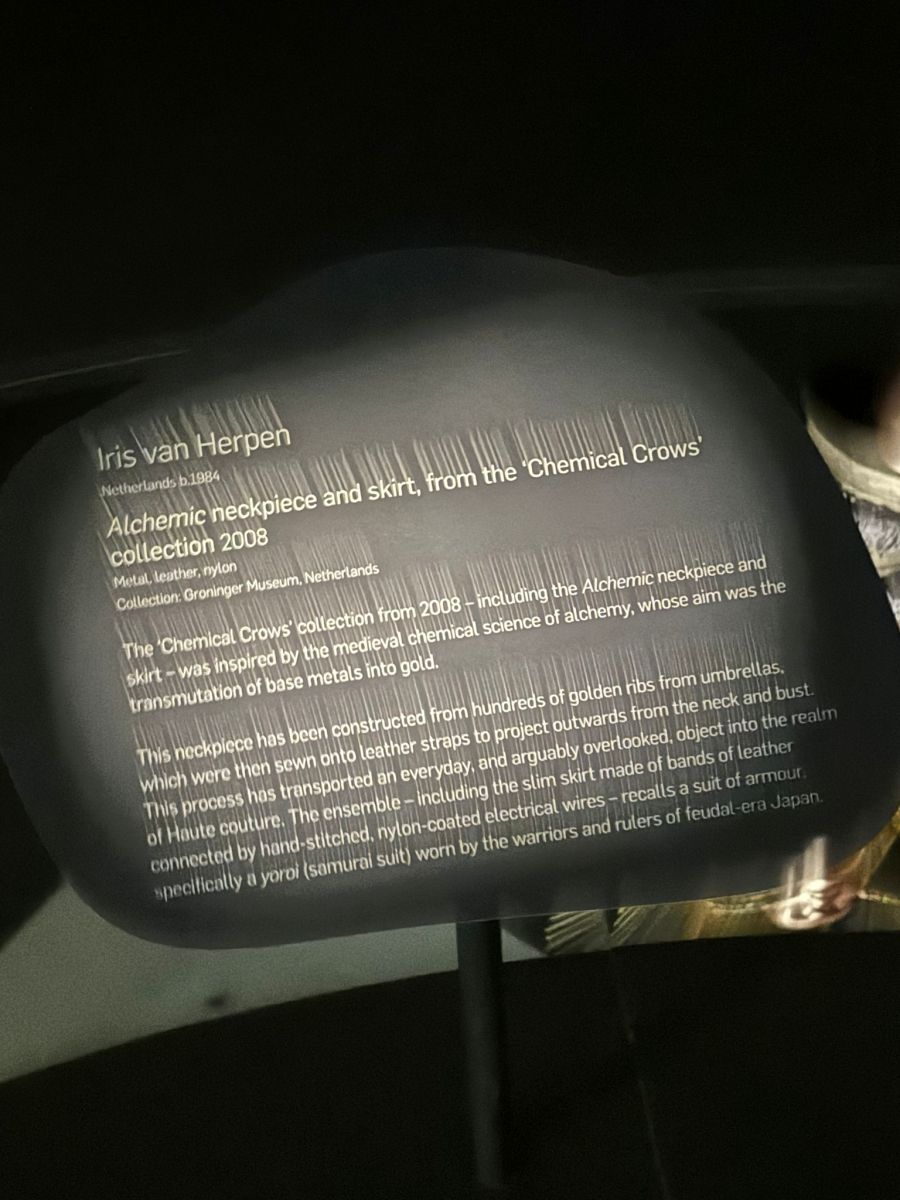 Iris van Herpen
Netherlands b.1984
Alchemic neckpiece and skirt, from the ‘Chemical Crows’
collection 2008
Metal, leather, nylon
Collection: Groninger Museum, Netherlands
The ‘Chemical Crows’ collection from 2008 – including the Alchemic neckpiece and
skirt – was inspired by the medieval chemical science of alchemy, whose aim was the
transmutation of base metals into gold.
This neckpiece has been constructed from hundreds of golden ribs from umbrellas,
which were then sewn onto leather straps to project outwards from the neck and bust.
This process has transported an everyday, and arguably overlooked, object into the realm
of Haute couture. The ensemble – including the slim skirt made of bands of leather
connected by hand-stitched, nylon-coated electrical wires – recalls a suit of armour,
specifically a yoroi (samurai suit) worn by the warriors and rulers of feudal-era Japan.